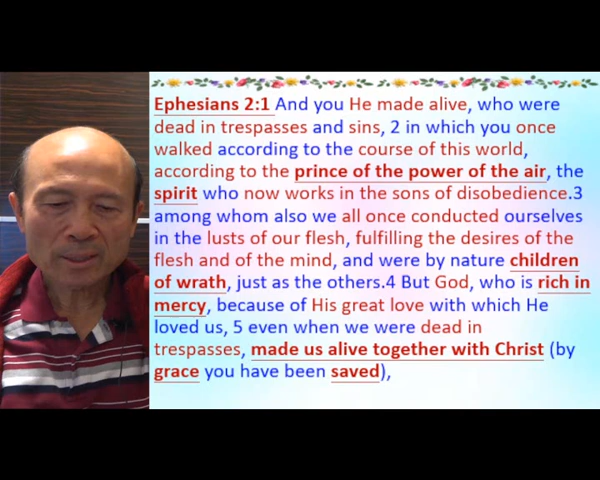 Ephesians 2:1 And you He made alive, who were
dead in trespasses and sins, 2 in which you once
walked according to the course of this world,
according to the prince of the power of the air, the
spirit who now works in the sons of disobedience.3
among whom also we all once conducted ourselves
in the lusts of our flesh, fulfilling the desires of the
flesh and of the mind, and were by nature children
of wrath, just as the others.4 But God, who is rich in
mercy, because of His great love with which He
loved us, 5 even when we were dead in
trespasses, made us alive together with Christ (by
grace you have been saved),